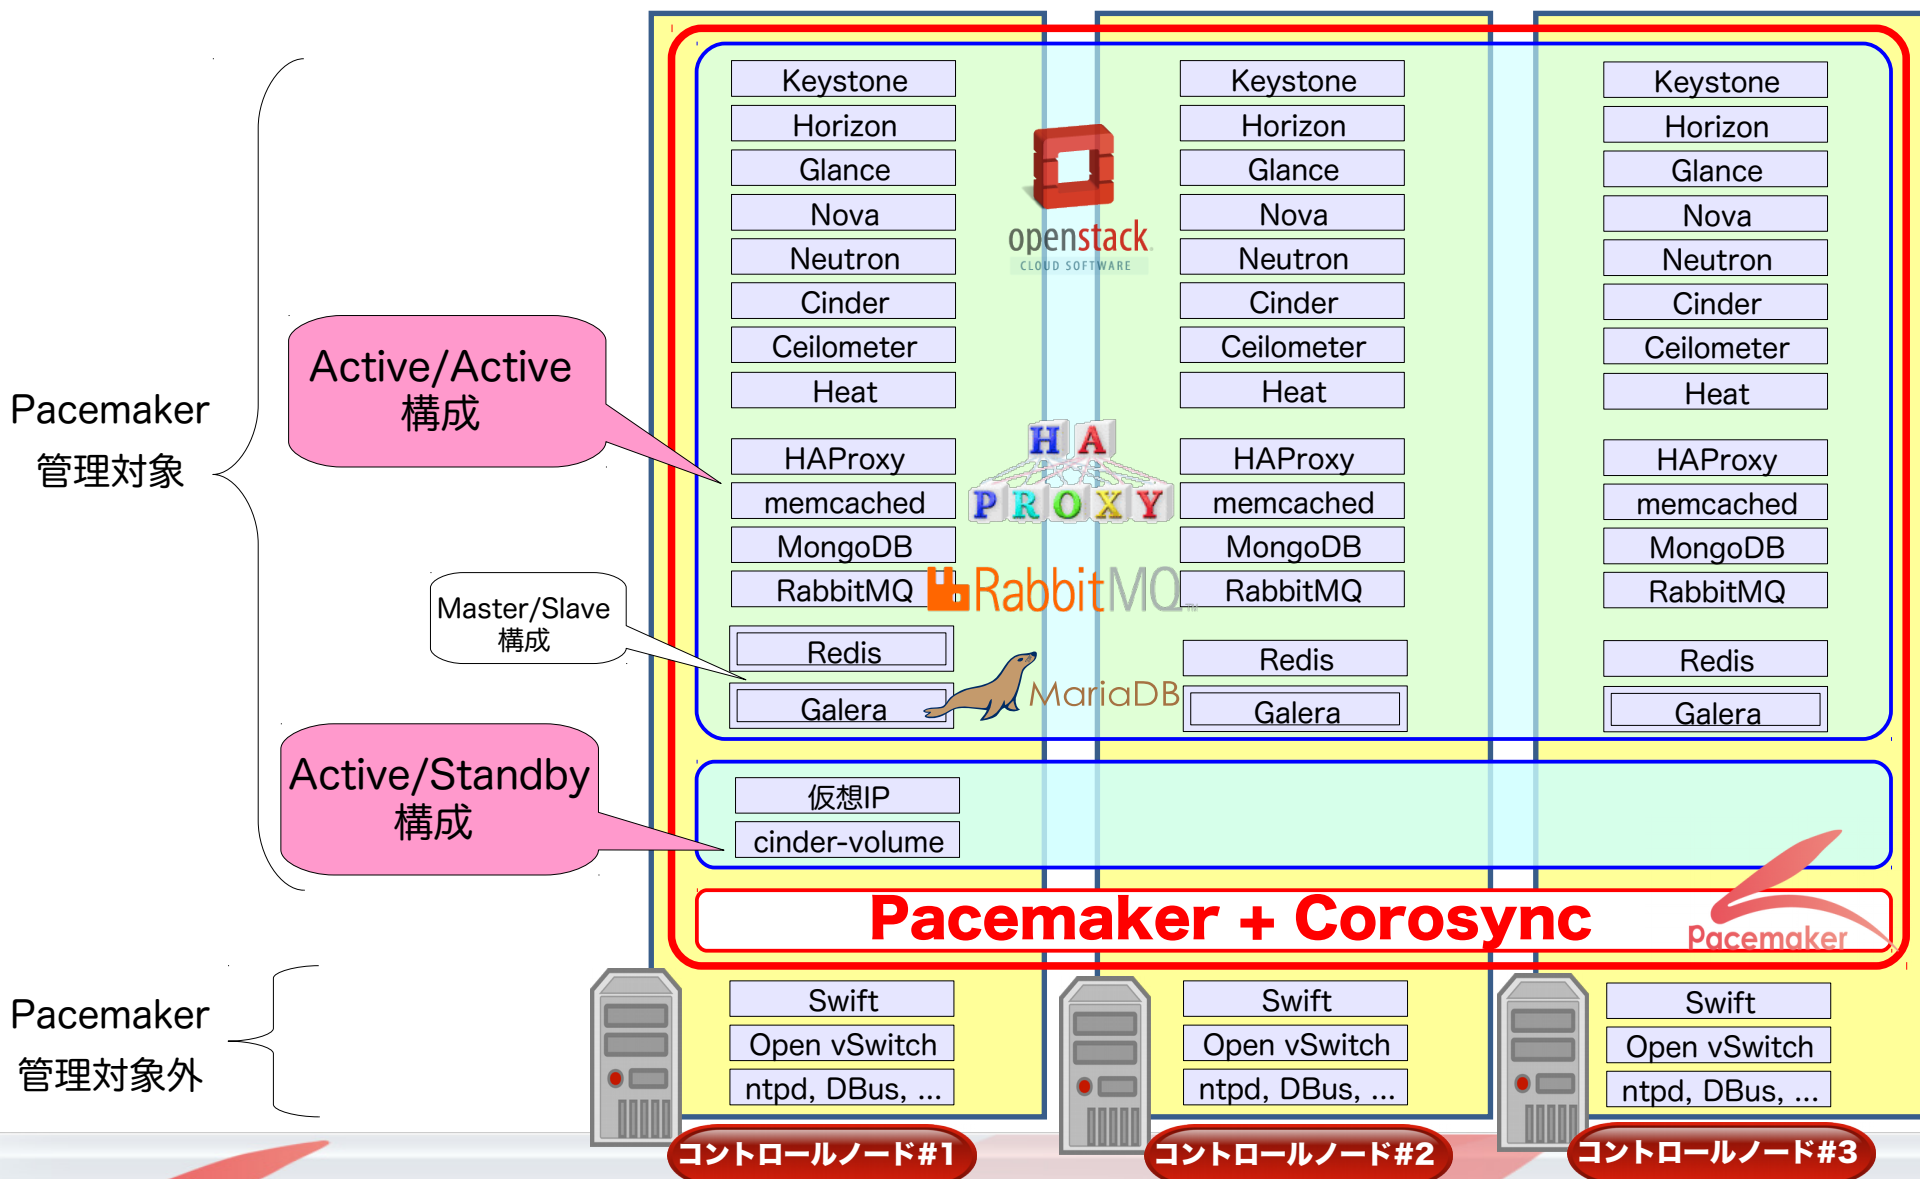 Pacemaker
管理対象
Active/Active
構成
Master/Slave
構成
Active/Standby
構成
Pacemaker
管理対象外
Keystone
Horizon
Glance
Nova
Neutron
Cinder
Ceilometer
Heat
HAProxy
memcached
MongoDB
RabbitMQ
Redis
Galera
仮想IP
cinder-volume
openstack
CLOUD SOFTWARE
HA
PROXY
RabbitMQ™
MariaDB
Keystone
Horizon
Glance
Nova
Neutron
Cinder
Ceilometer
Heat
HAProxy
memcached
MongoDB
RabbitMQ
Redis
Galera
Keystone
Horizon
Glance
Nova
Neutron
Cinder
Ceilometer
Heat
HAProxy
memcached
MongoDB
RabbitMQ
Redis
Galera
Pacemaker + Corosync
Pacemaker
Swift
Open vSwitch
ntpd, DBus, ...
コントロールノード#1
Swift
Open vSwitch
ntpd, DBus, ...
コントロールノード#2
Swift
Open vSwitch
ntpd, DBus, ...
コントロールノード#3